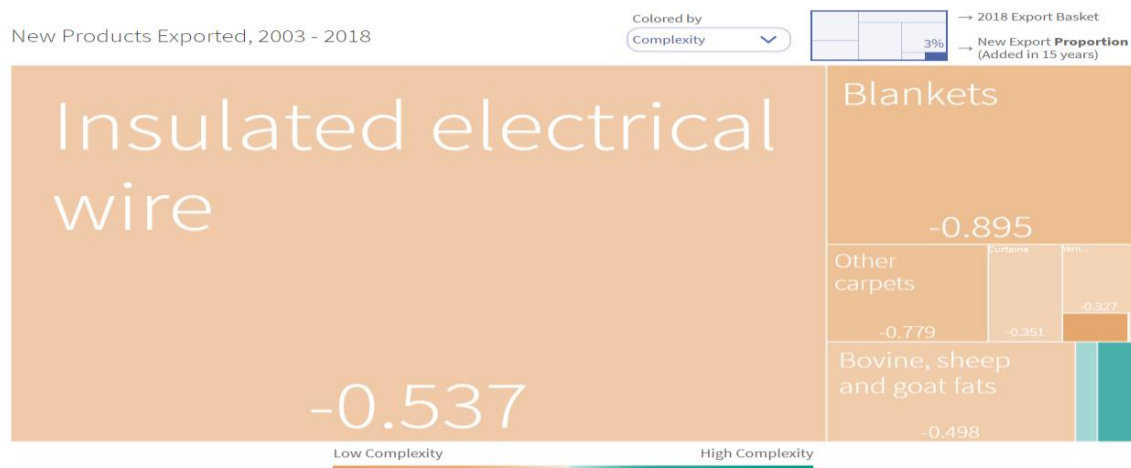 New Products Exported, 2003 - 2018
Colored by
Complexity
3%
→ 2018 Export Basket
→ New Export Proportion
(Added in 15 years)
Insulated electrical
wire
-0.537
Blankets
-0.895
Other
carpets
-0.779
Curtains
-0.351
-0.327
Bovine, sheep
and goat fats
-0.498
Low Complexity
High Complexity